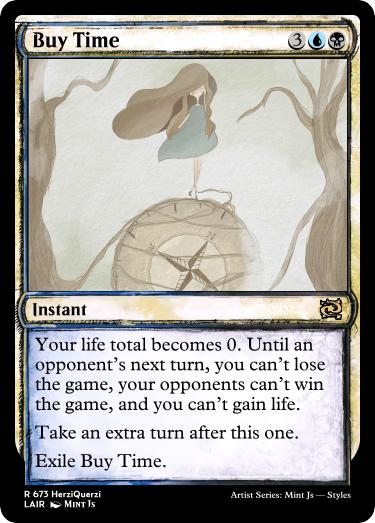 Buy Time 3
Instant
Your life total becomes 0. Until an
opponent's next turn, you can't lose
the game, your opponents can't win
the game, and you can't gain life.
Take an extra turn after this one.
Exile Buy Time.
R 673 HerziQuerzi
LAIR Mint Js
Artist Series: Mint Js — Styles